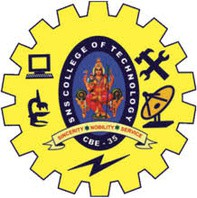 SNS COLLEGE OF TECHNOLOGY
CBE - 35
SINCERITY • NOBILITY • SERVICE